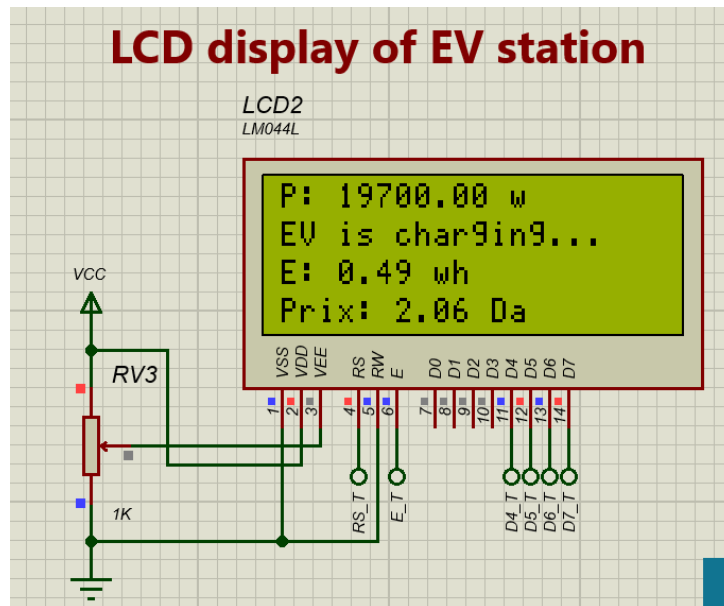 LCD display of EV station
LCD2
LM044L
P: 19700.00 w
EV is charging...
E: 0.49 wh
Prix: 2.06 Da
VCC
RV3
1K
VSS VDD VEE RS RW E D0 D1 D2 D3 D4 D5 D6 D7
1 2 3 4 5 6 7 8 9 10 11 12 13 14
RS_T E_T D4_T D5_T D6_T D7_T